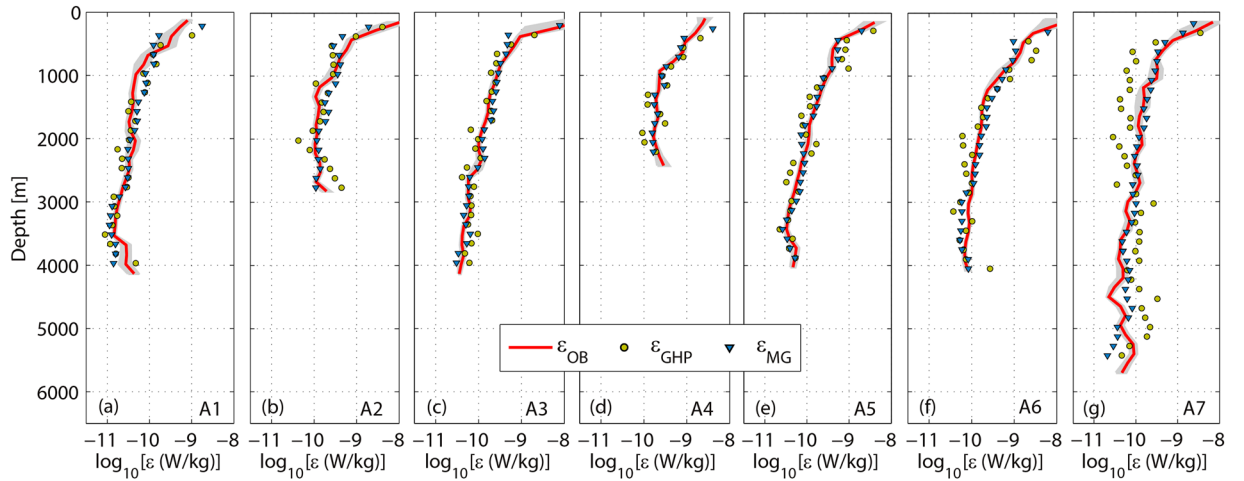 0
1000
2000
3000
4000
5000
6000
Depth [m]
(a) A1
(b) A2
(c) A3
(d) A4
(e) A5
(f) A6
(g) A7
ε_OB ε_GHP ε_MG
−11 −10 −9 −8 −11 −10 −9 −8 −11 −10 −9 −8 −11 −10 −9 −8 −11 −10 −9 −8 −11 −10 −9 −8 −11 −10 −9 −8
log₁₀[ε (W/kg)] log₁₀[ε (W/kg)] log₁₀[ε (W/kg)] log₁₀[ε (W/kg)] log₁₀[ε (W/kg)] log₁₀[ε (W/kg)] log₁₀[ε (W/kg)]